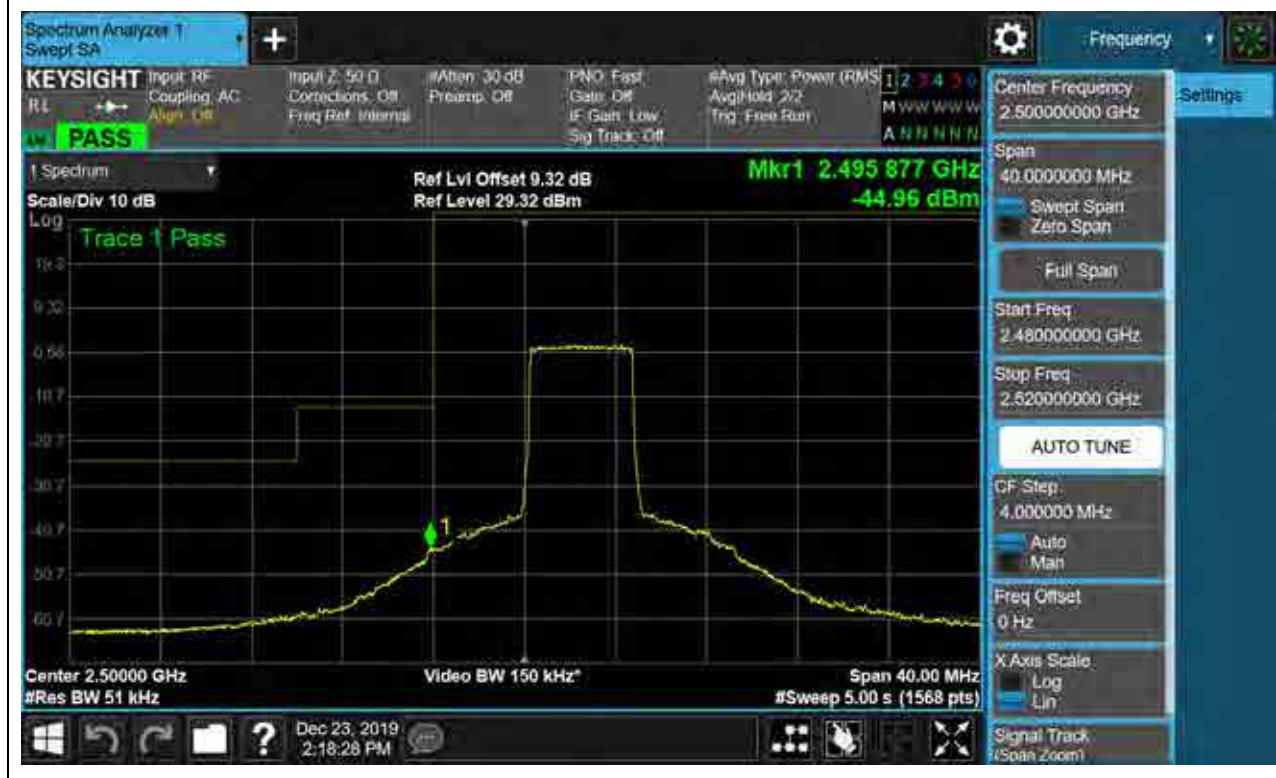 Spectrum Analyzer 1
Swept SA
+
Frequency
KEYSIGHT
RL
PASS
Input: RF
Coupling: AC
Align: Off
Input Z: 50 Ω
Corrections: Off
Freq Ref: Internal
#Atten: 30 dB
Preamp: Off
PNO: Fast
Gate: Off
IF Gain: Low
Sig Track: Off
#Avg Type: Power (RMS
Avg|Hold: 2/2
Trig: Free Run
1 2 3 4 5 6
M W W W W W
A N N N N N
1 Spectrum
Scale/Div 10 dB
Ref Lvl Offset 9.32 dB
Ref Level 29.32 dBm
Mkr1 2.495 877 GHz
-44.96 dBm
Log
Trace 1 Pass
19.3
9.32
-0.68
-10.7
-20.7
-30.7
-40.7
-50.7
-60.7
1
Center 2.50000 GHz
#Res BW 51 kHz
Video BW 150 kHz*
Span 40.00 MHz
#Sweep 5.00 s (1568 pts)
Dec 23, 2019
2:18:28 PM
?
Settings
Center Frequency
2.500000000 GHz
Span
40.0000000 MHz
Swept Span
Zero Span
Full Span
Start Freq
2.480000000 GHz
Stop Freq
2.520000000 GHz
AUTO TUNE
CF Step
4.000000 MHz
Auto
Man
Freq Offset
0 Hz
X Axis Scale
Log
Lin
Signal Track
(Span Zoom)